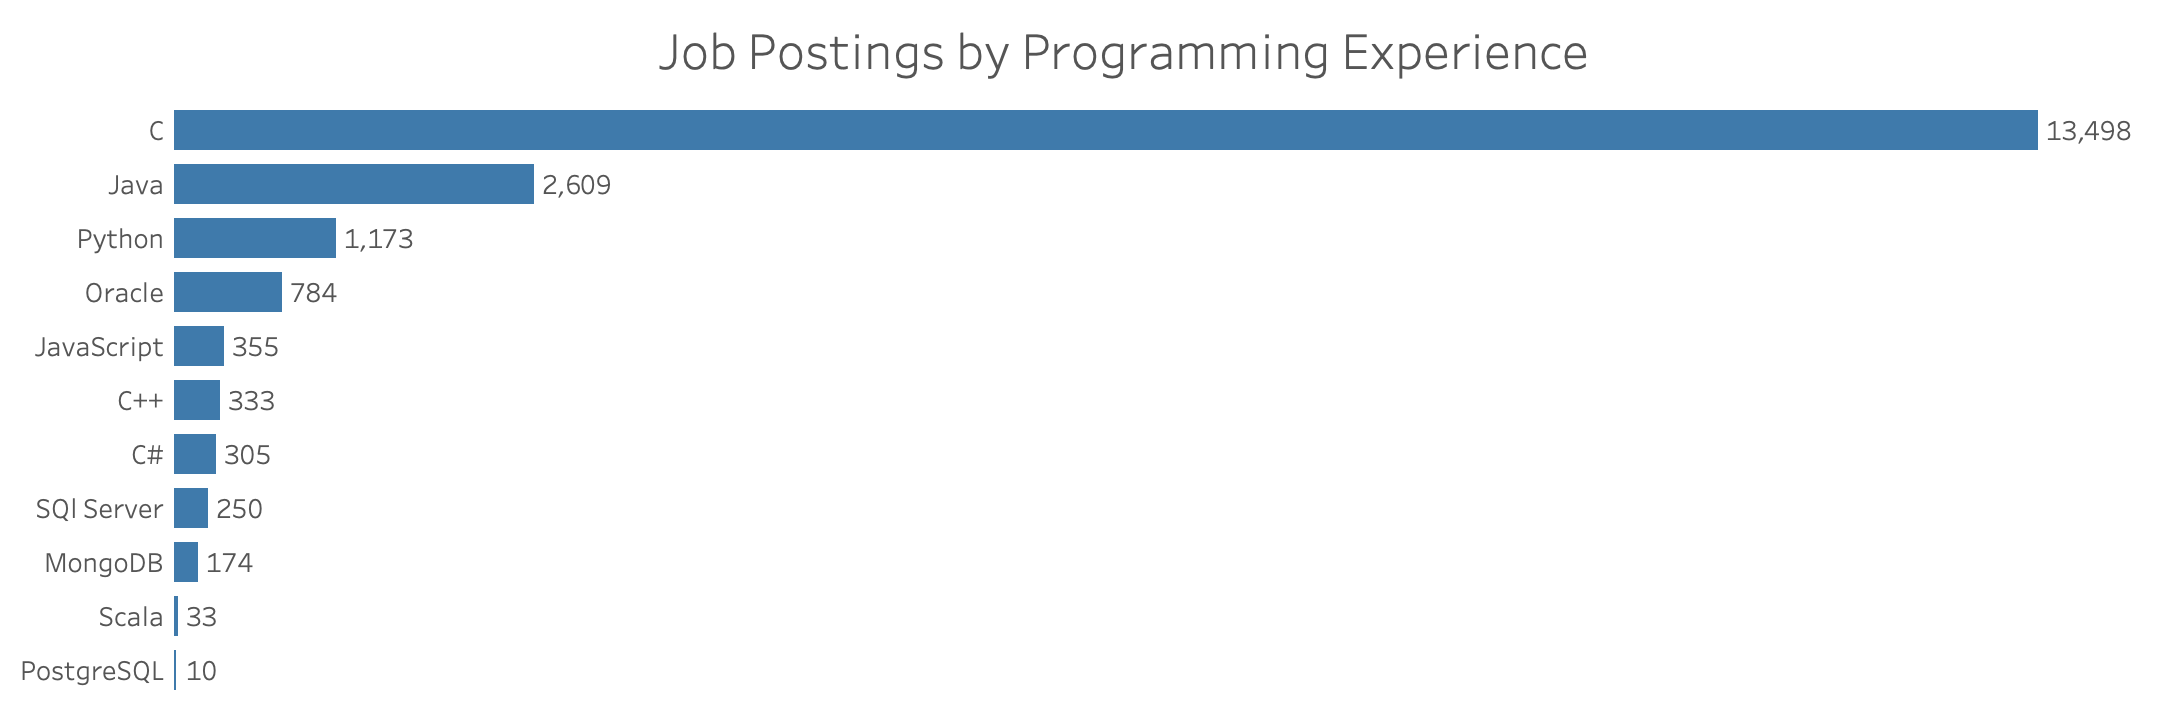 Job Postings by Programming Experience
C 13,498
Java 2,609
Python 1,173
Oracle 784
JavaScript 355
C++ 333
C# 305
SQl Server 250
MongoDB 174
Scala 33
PostgreSQL 10